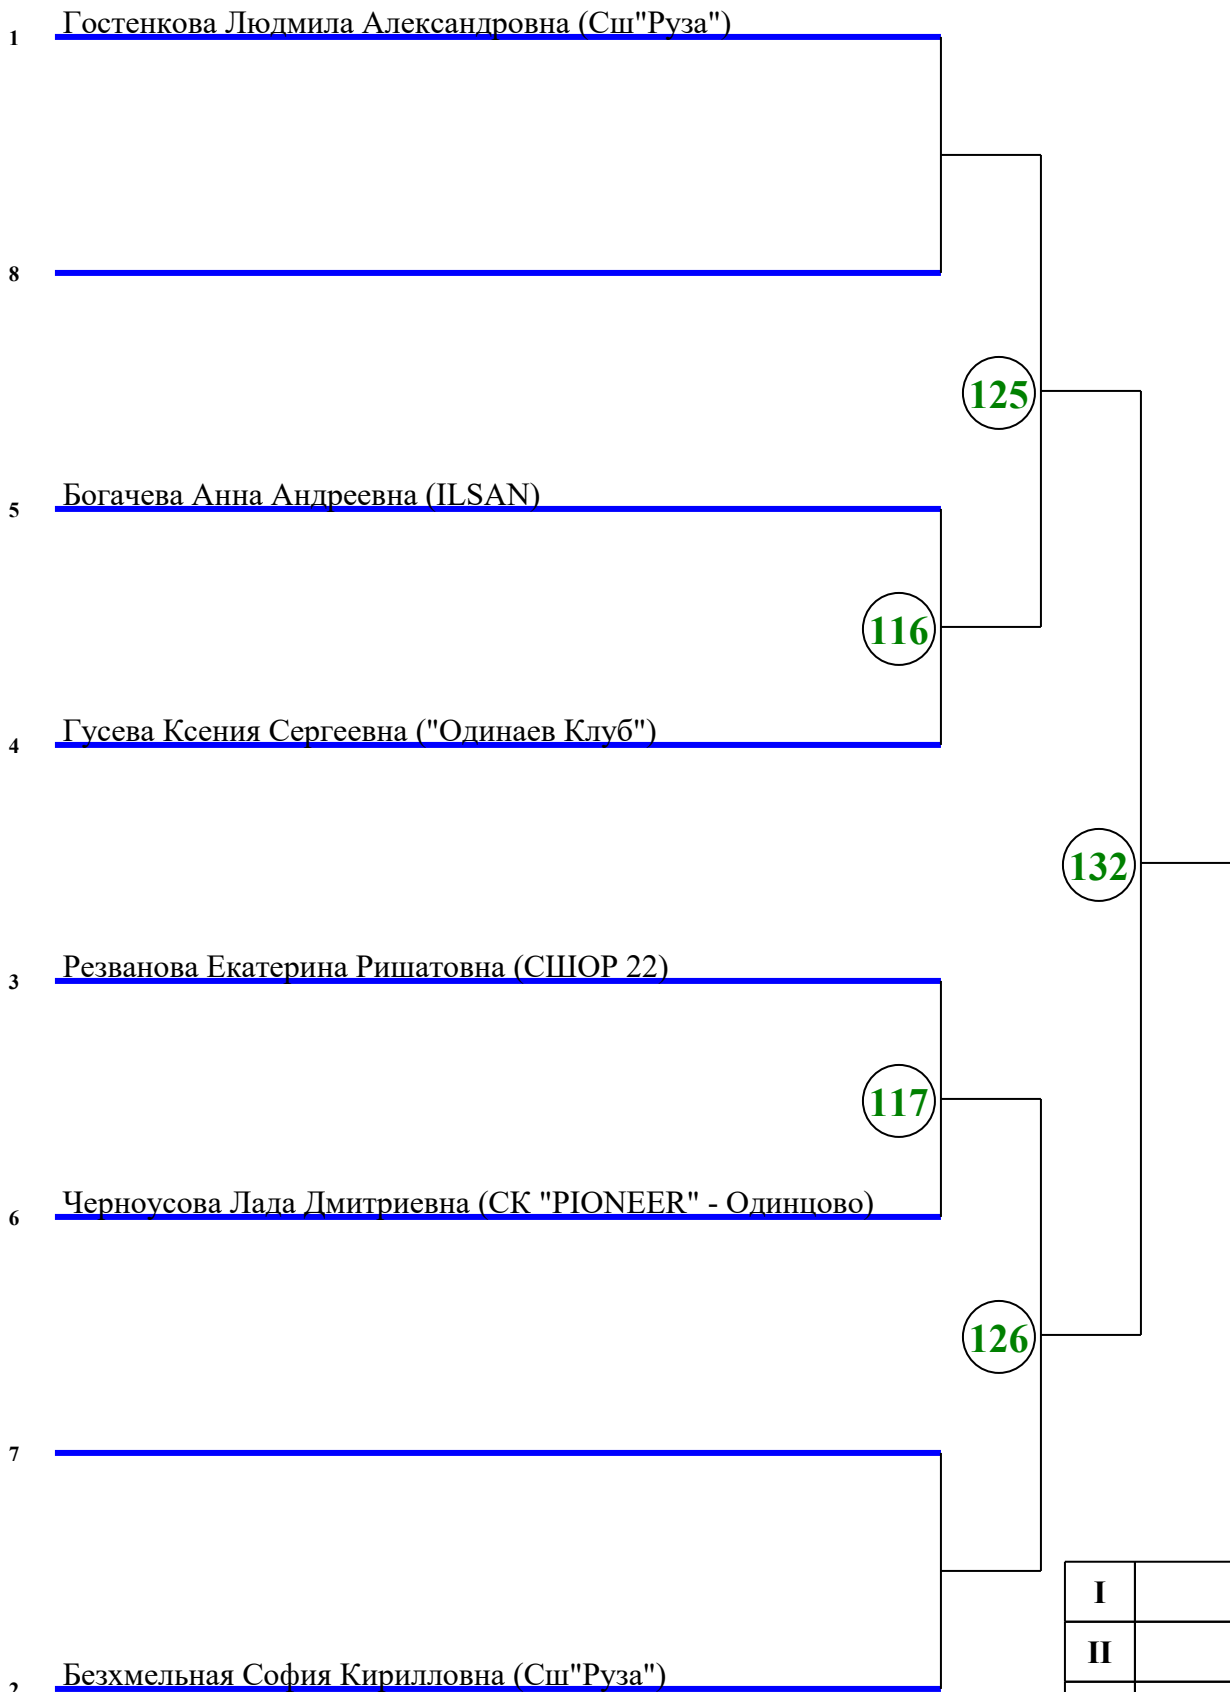 1 Гостенкова Людмила Александровна (Сш"Руза")
8
125
5 Богачева Анна Андреевна (ILSAN)
116
4 Гусева Ксения Сергеевна ("Одинаев Клуб")
132
3 Резванова Екатерина Ришатовна (СШОР 22)
117
6 Черноусова Лада Дмитриевна (СК "PIONEER" - Одинцово)
126
7
I
II
2 Безхмельная София Кирилловна (Сш"Руза")